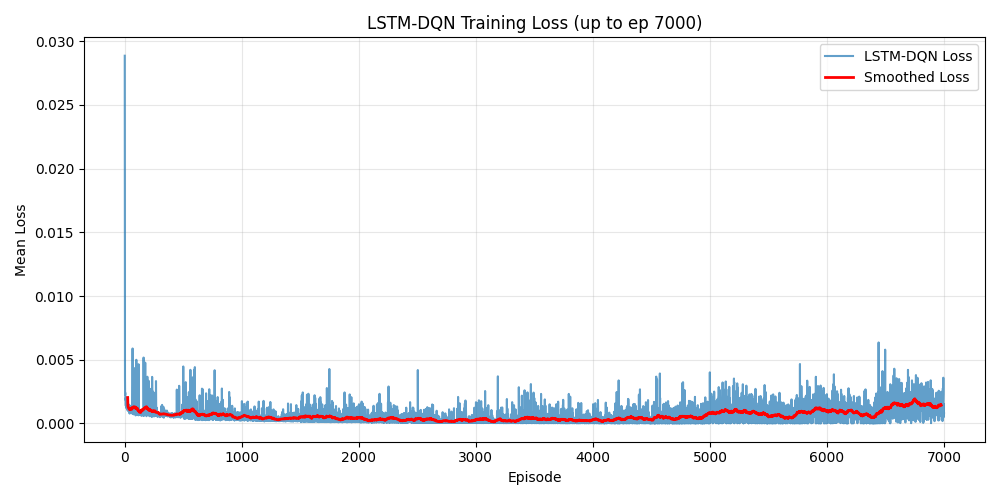 LSTM-DQN Training Loss (up to ep 7000)
LSTM-DQN Loss
Smoothed Loss
Mean Loss
0.030
0.025
0.020
0.015
0.010
0.005
0.000
0 1000 2000 3000 4000 5000 6000 7000
Episode